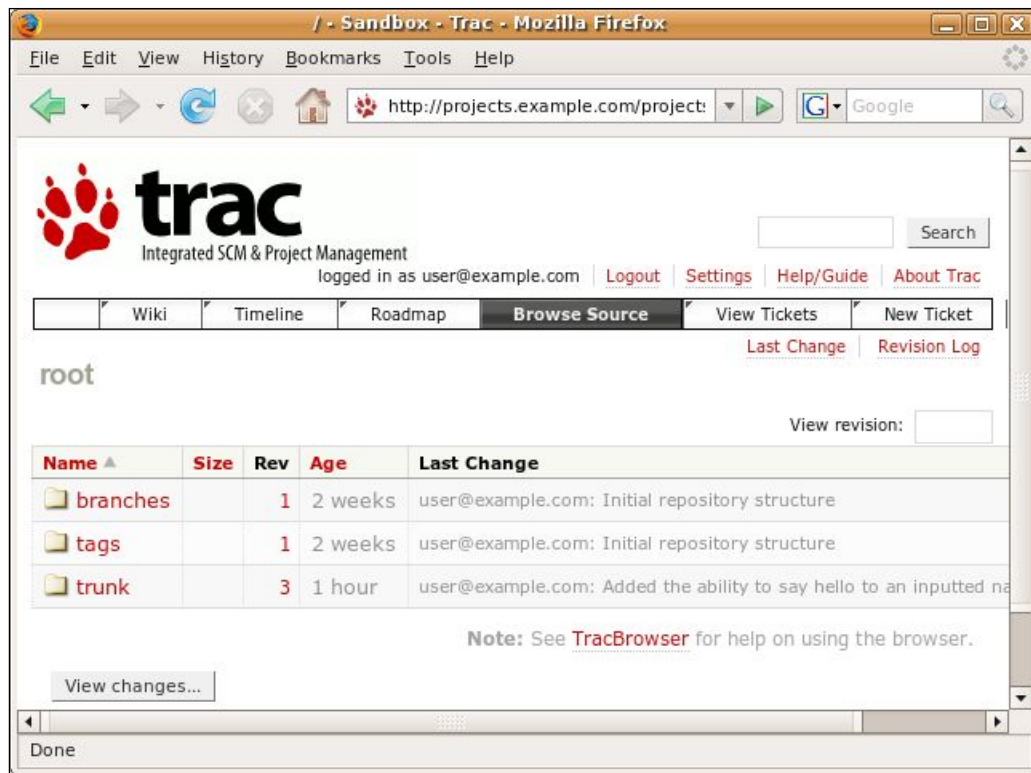 / - Sandbox - Trac - Mozilla Firefox
File Edit View History Bookmarks Tools Help
http://projects.example.com/project: G Google
trac
Integrated SCM & Project Management
Search
logged in as user@example.com Logout Settings Help/Guide About Trac
Wiki Timeline Roadmap Browse Source View Tickets New Ticket
Last Change Revision Log
root
View revision:
Name Size Rev Age Last Change
branches 1 2 weeks user@example.com: Initial repository structure
tags 1 2 weeks user@example.com: Initial repository structure
trunk 3 1 hour user@example.com: Added the ability to say hello to an inputted na
Note: See TracBrowser for help on using the browser.
View changes...
Done